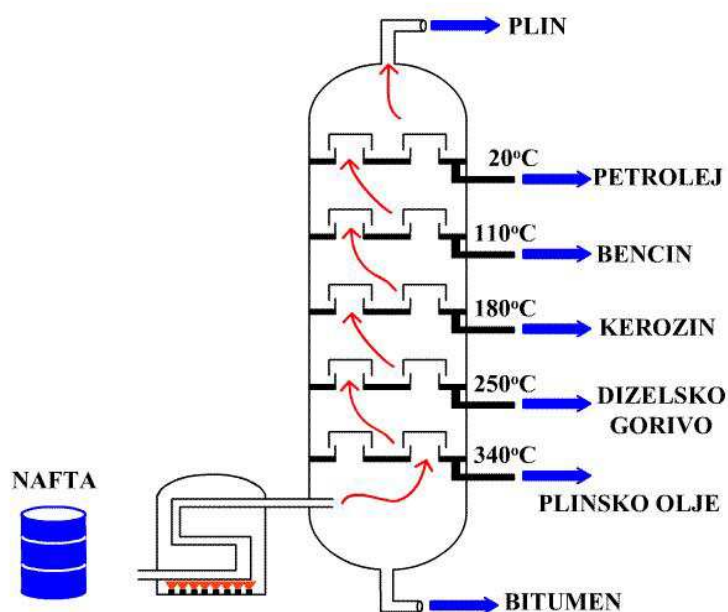 PLIN
20°C
PETROLEJ
110°C
BENCIN
180°C
KEROZIN
250°C
DIZELSKO
GORIVO
340°C
PLINSKO OLJE
NAFTA
BITUMEN